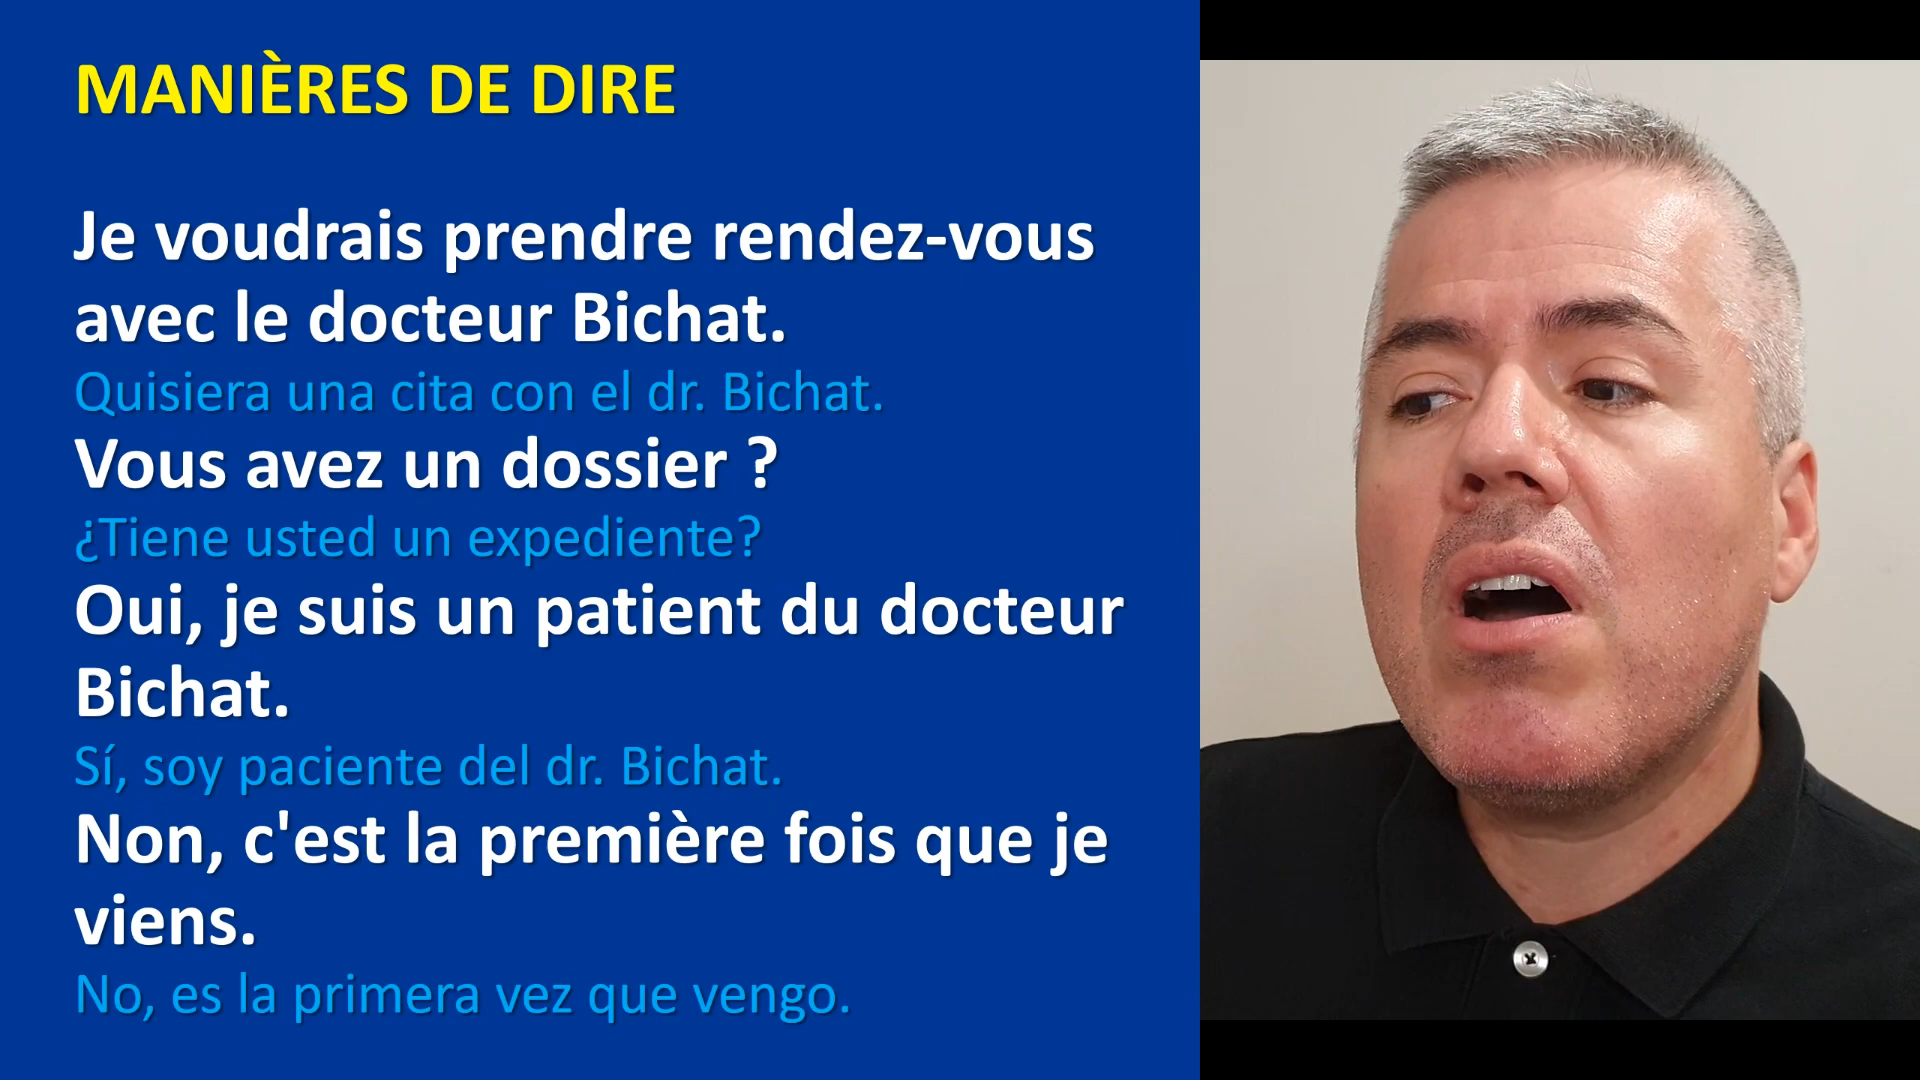 MANIÈRES DE DIRE
Je voudrais prendre rendez-vous
avec le docteur Bichat.
Quisiera una cita con el dr. Bichat.
Vous avez un dossier ?
¿Tiene usted un expediente?
Oui, je suis un patient du docteur
Bichat.
Sí, soy paciente del dr. Bichat.
Non, c'est la première fois que je
viens.
No, es la primera vez que vengo.